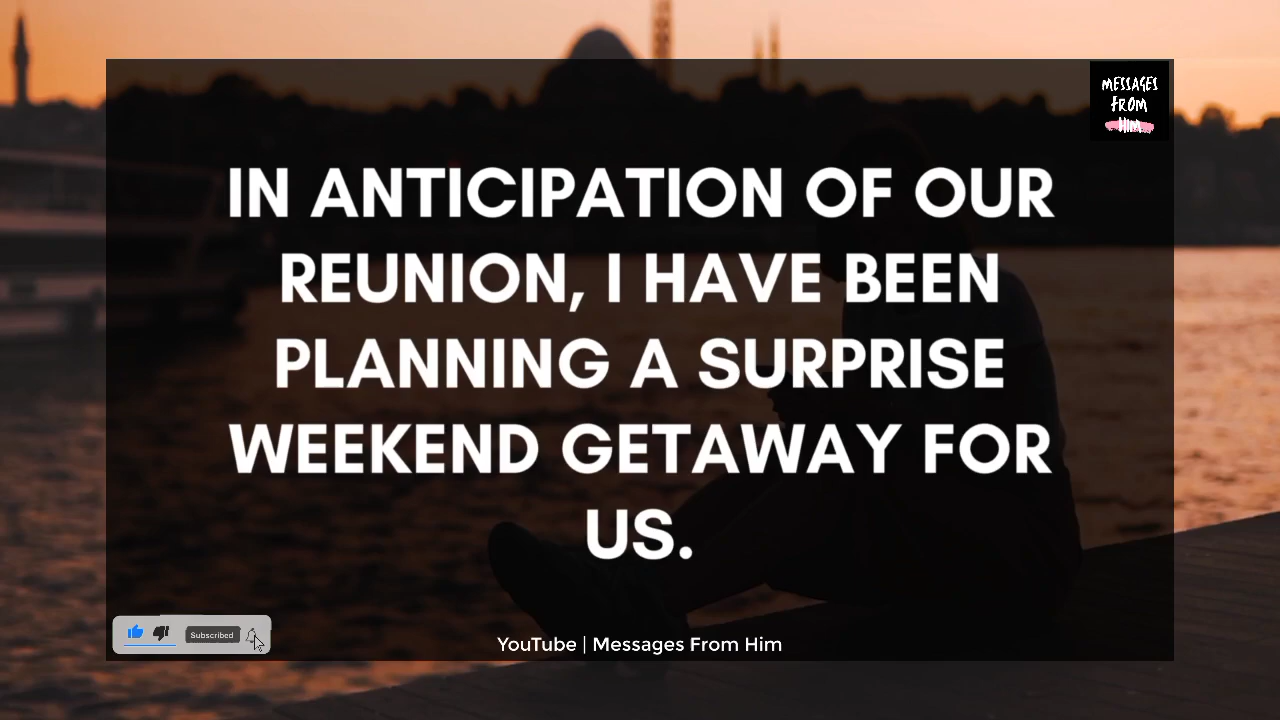 MESSAGES
FROM
HIM
IN ANTICIPATION OF OUR
REUNION, I HAVE BEEN
PLANNING A SURPRISE
WEEKEND GETAWAY FOR
US.
Subscribed
YouTube | Messages From Him